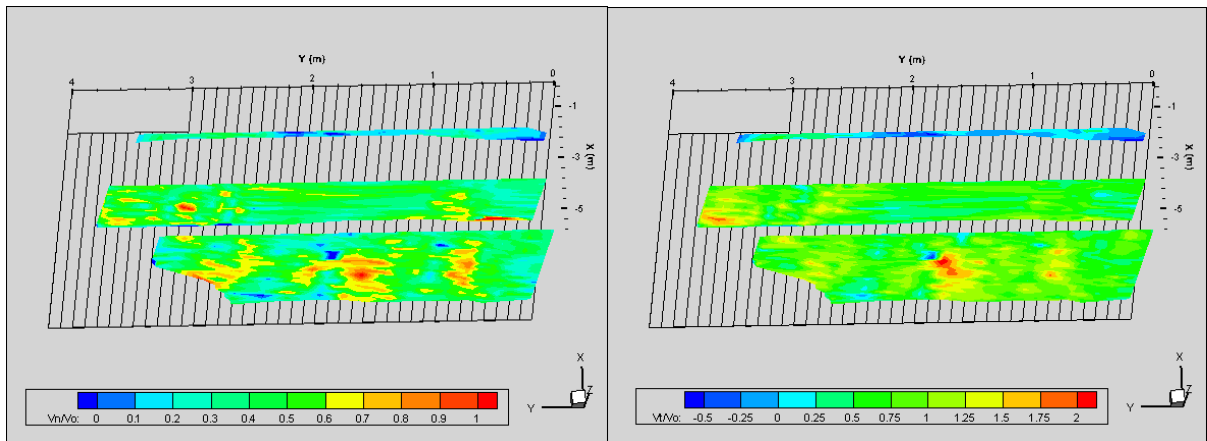 Y (m)
4 3 2 1 0
-1
-3
X (m)
-5
X
Z
Y
Vn/Vo: 0 0.1 0.2 0.3 0.4 0.5 0.6 0.7 0.8 0.9 1
Y (m)
4 3 2 1 0
-1
-3
X (m)
-5
X
Z
Y
Vt/Vo: -0.5 -0.25 0 0.25 0.5 0.75 1 1.25 1.5 1.75 2